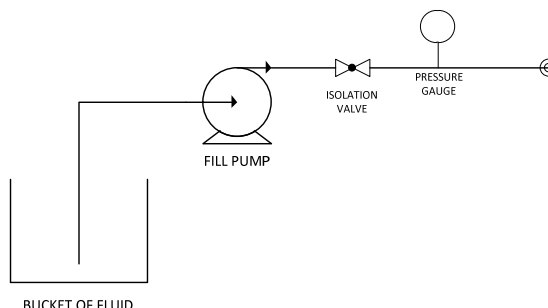 PRESSURE
GAUGE
ISOLATION
VALVE
FILL PUMP
BUCKET OF FLUID